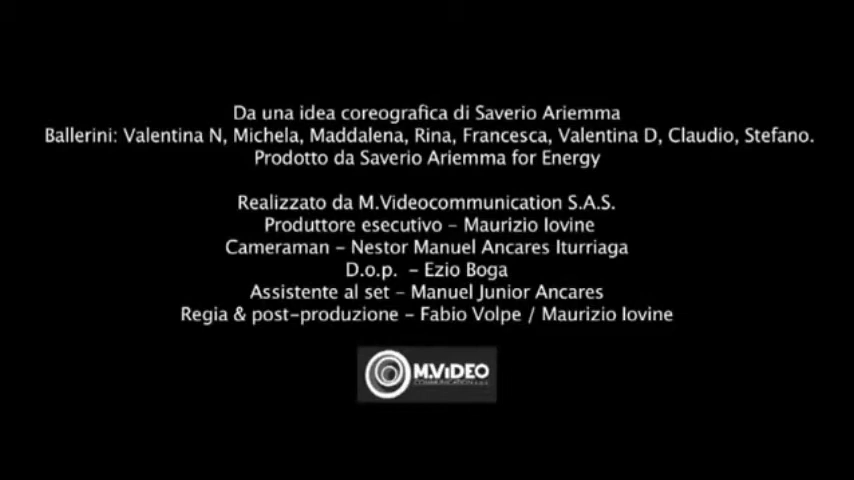 Da una idea coreografica di Saverio Ariemma
Ballerini: Valentina N, Michela, Maddalena, Rina, Francesca, Valentina D, Claudio, Stefano.
Prodotto da Saverio Ariemma for Energy
Realizzato da M.Videocommunication S.A.S.
Produttore esecutivo – Maurizio Iovine
Cameraman – Nestor Manuel Ancares Iturriaga
D.o.p. – Ezio Boga
Assistente al set – Manuel Junior Ancares
Regia & post-produzione – Fabio Volpe / Maurizio Iovine
M.ViDEO
COMMUNICATION s.a.s.